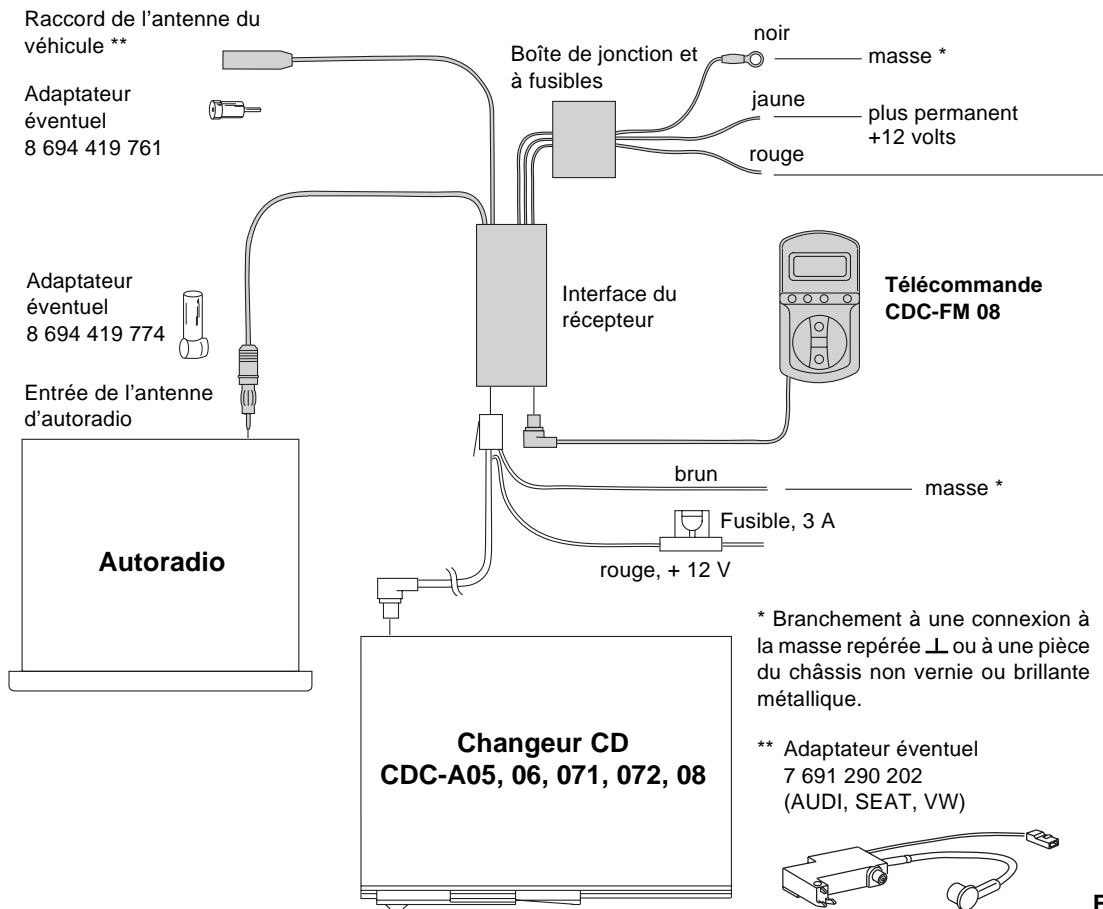 Raccord de l'antenne du
véhicule **
Adaptateur
éventuel
8 694 419 761
Boîte de jonction et
à fusibles
noir
masse *
jaune
plus permanent
+12 volts
rouge
Adaptateur
éventuel
8 694 419 774
Interface du
récepteur
Télécommande
CDC-FM 08
Entrée de l'antenne
d'autoradio
brun
masse *
Fusible, 3 A
rouge, + 12 V
Autoradio
Changeur CD
CDC-A05, 06, 071, 072, 08
* Branchement à une connexion à
la masse repérée ⊥ ou à une pièce
du châssis non vernie ou brillante
métallique.
** Adaptateur éventuel
7 691 290 202
(AUDI, SEAT, VW)